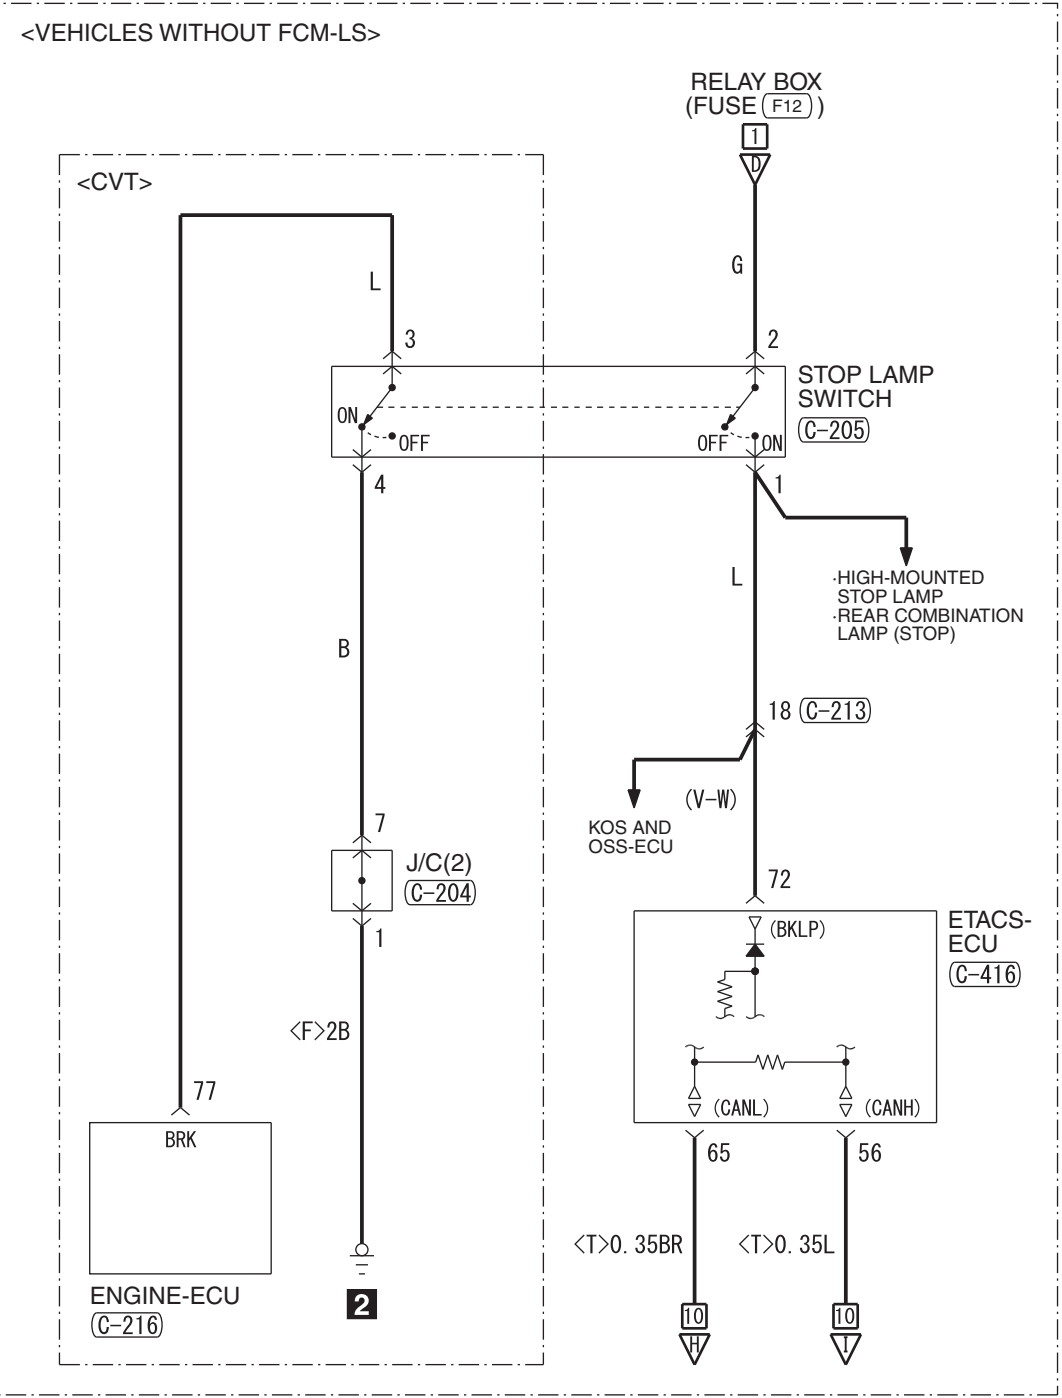 <VEHICLES WITHOUT FCM-LS>
RELAY BOX
(FUSE F12 )
1
D
<CVT>
G
L
3
2
STOP LAMP
SWITCH
C-205
ON
OFF
OFF
ON
4
1
·HIGH-MOUNTED
STOP LAMP
·REAR COMBINATION
LAMP (STOP)
L
B
18 C-213
(V-W)
KOS AND
OSS-ECU
7
J/C(2)
C-204
72
(BKLP)
ETACS-
ECU
C-416
1
<F>2B
77
BRK
(CANL)
(CANH)
65
56
<T>0.35BR
<T>0.35L
ENGINE-ECU
C-216
2
10
H
10
I